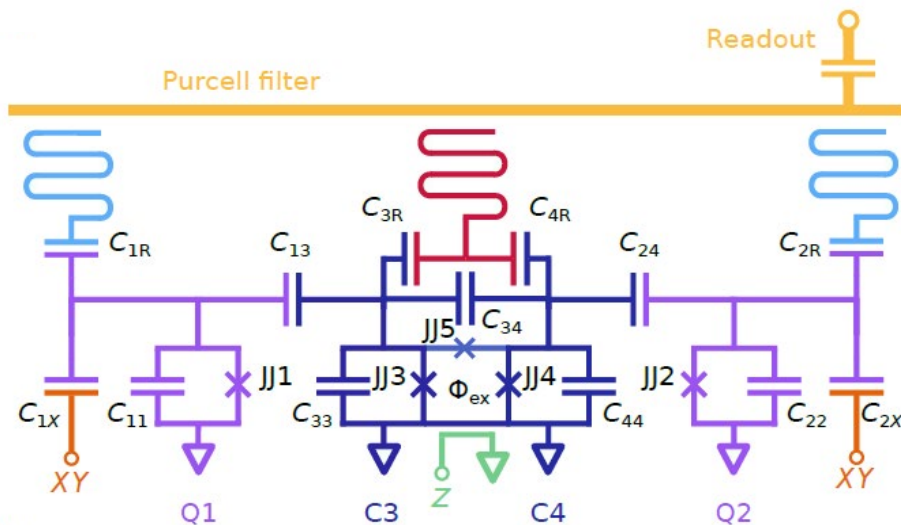 Readout
Purcell filter
C3R
C4R
C1R
C13
C24
C2R
C34
JJ5
JJ1
JJ3
Φex
JJ4
JJ2
C1X
C11
C33
C44
C22
C2X
XY
Z
XY
Q1
C3
C4
Q2